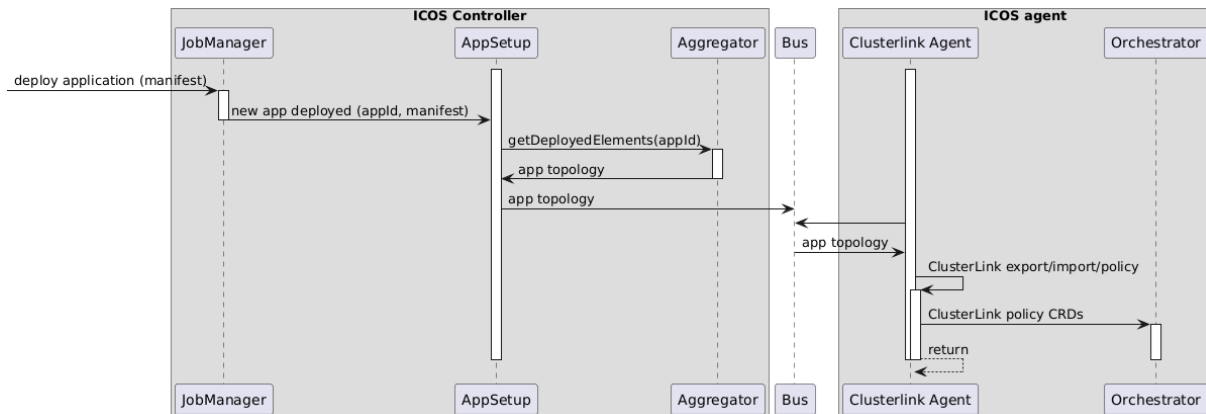 ICOS Controller
ICOS agent
JobManager
AppSetup
Aggregator
Bus
Clusterlink Agent
Orchestrator
deploy application (manifest)
new app deployed (appId, manifest)
getDeployedElements(appId)
app topology
app topology
app topology
ClusterLink export/import/policy
ClusterLink policy CRDs
return
JobManager
AppSetup
Aggregator
Bus
Clusterlink Agent
Orchestrator